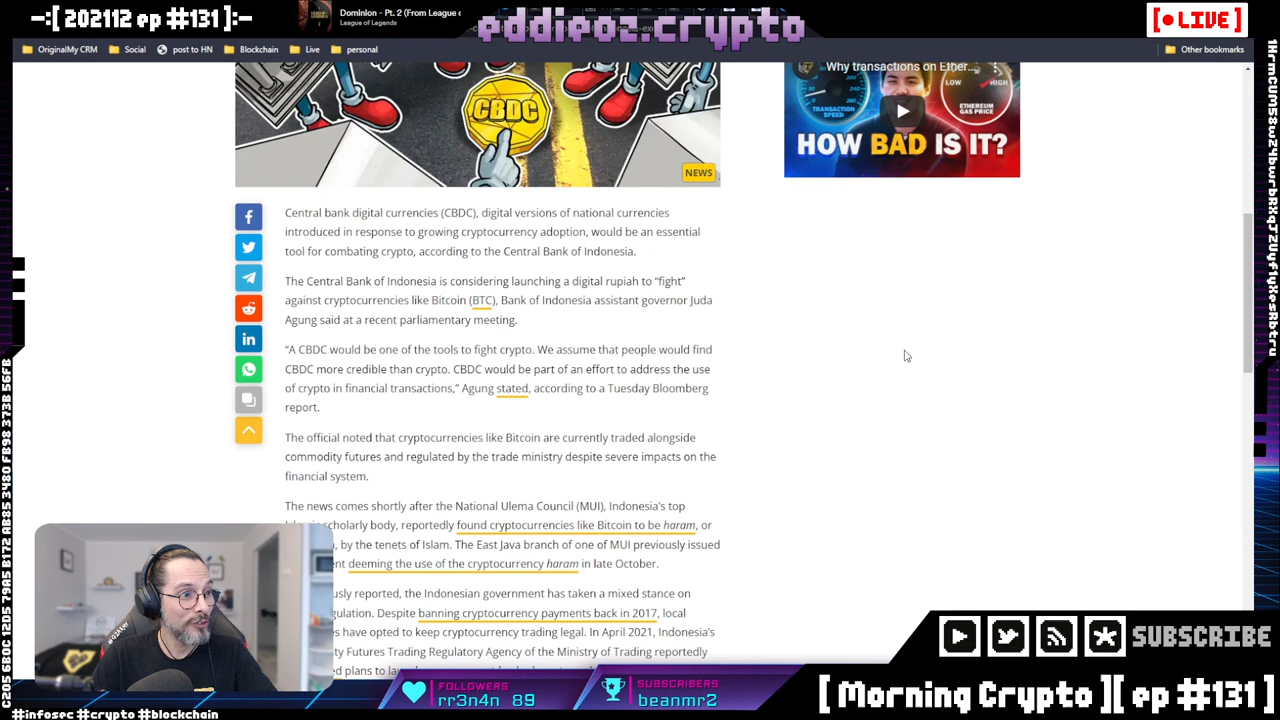 -:[ 202112 ep #131 ]:-
Dominion - Pt. 2 (From League o
League of Legends
eddieoz.crypto
[● LIVE ]
OriginalMy CRM
Social
post to HN
Blockchain
Live
personal
Other bookmarks
CBDC
NEWS
Why transactions on Ether...
TRANSACTION SPEED
LOW
HIGH
ETHEREUM GAS PRICE
HOW BAD IS IT?
Central bank digital currencies (CBDC), digital versions of national currencies
introduced in response to growing cryptocurrency adoption, would be an essential
tool for combating crypto, according to the Central Bank of Indonesia.
The Central Bank of Indonesia is considering launching a digital rupiah to “fight”
against cryptocurrencies like Bitcoin (BTC), Bank of Indonesia assistant governor Juda
Agung said at a recent parliamentary meeting.
“A CBDC would be one of the tools to fight crypto. We assume that people would find
CBDC more credible than crypto. CBDC would be part of an effort to address the use
of crypto in financial transactions,” Agung stated, according to a Tuesday Bloomberg
report.
The official noted that cryptocurrencies like Bitcoin are currently traded alongside
commodity futures and regulated by the trade ministry despite severe impacts on the
financial system.
The news comes shortly after the National Ulema Council (MUI), Indonesia’s top
scholarly body, reportedly found cryptocurrencies like Bitcoin to be haram, or
, by the tenets of Islam. The East Java branch of one of MUI previously issued
deeming the use of the cryptocurrency haram in late October.
reported, the Indonesian government has taken a mixed stance on
Despite banning cryptocurrency payments back in 2017, local
have opted to keep cryptocurrency trading legal. In April 2021, Indonesia’s
Futures Trading Regulatory Agency of the Ministry of Trading reportedly
plans to
SUBSCRIBE
FOLLOWERS
rr3n4n 89
SUBSCRIBERS
beanmr2
[ Morning Crypto ][ ep #131 ]
#infosec #crypto #blockchain